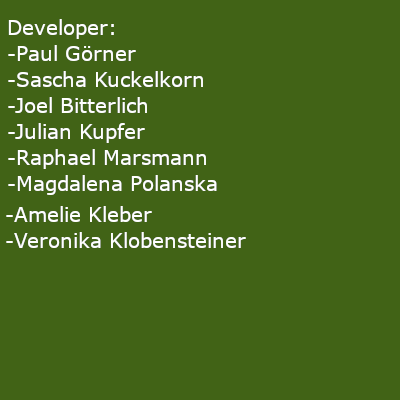 Developer:
-Paul Görner
-Sascha Kuckelkorn
-Joel Bitterlich
-Julian Kupfer
-Raphael Marsmann
-Magdalena Polanska
-Amelie Kleber
-Veronika Klobensteiner